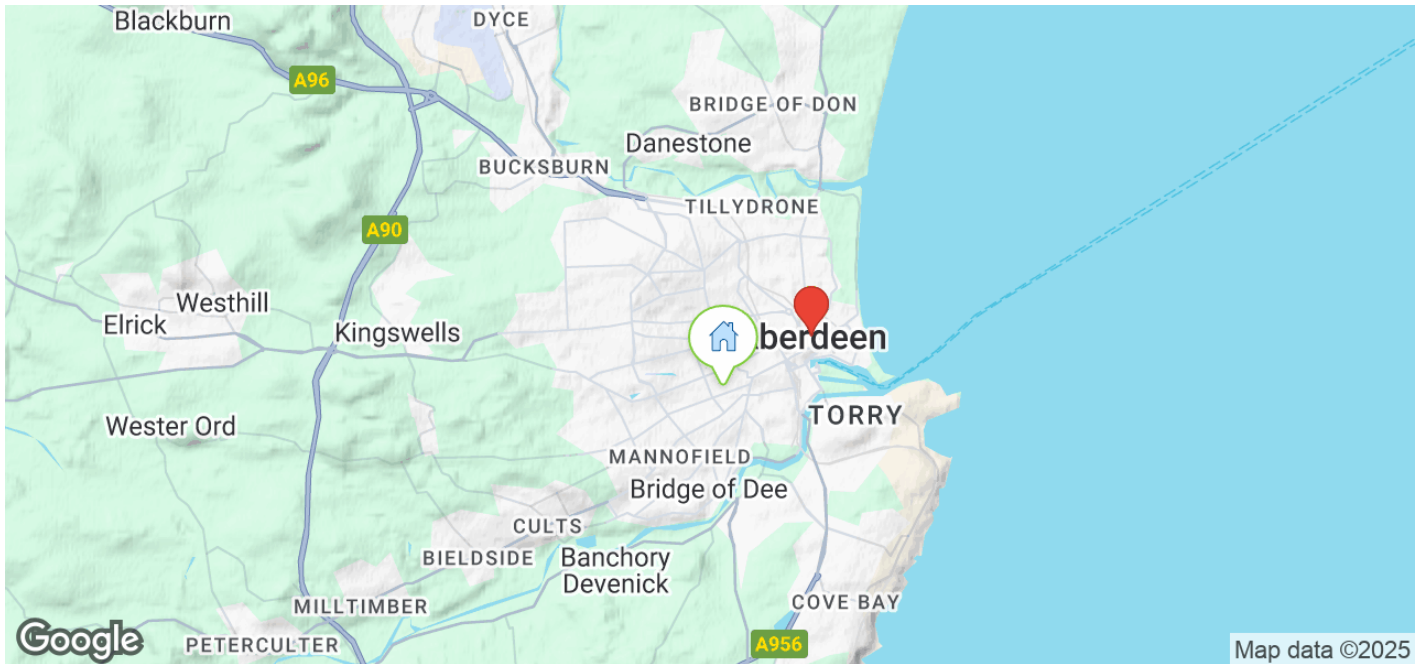 Blackburn
DYCE
A96
BRIDGE OF DON
Danestone
BUCKSBURN
TILLYDRONE
A90
Westhill
Elrick
Kingswells
berdeen
TORRY
Wester Ord
MANNOFIELD
Bridge of Dee
CULTS
BIELDSIDE
Banchory
Devenick
MILLTIMBER
COVE BAY
PETERCULTER
A956
Google
Map data ©2025